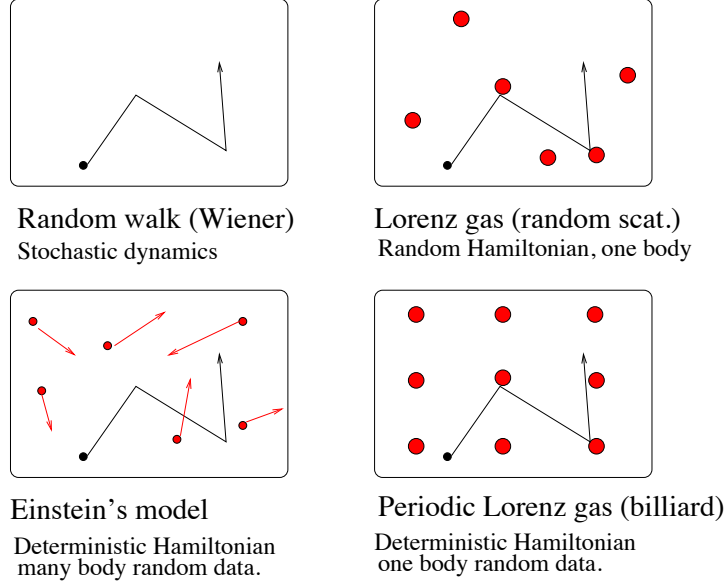 Random walk (Wiener)
Stochastic dynamics
Lorenz gas (random scat.)
Random Hamiltonian, one body
Einstein's model
Deterministic Hamiltonian
many body random data.
Periodic Lorenz gas (billiard)
Deterministic Hamiltonian
one body random data.